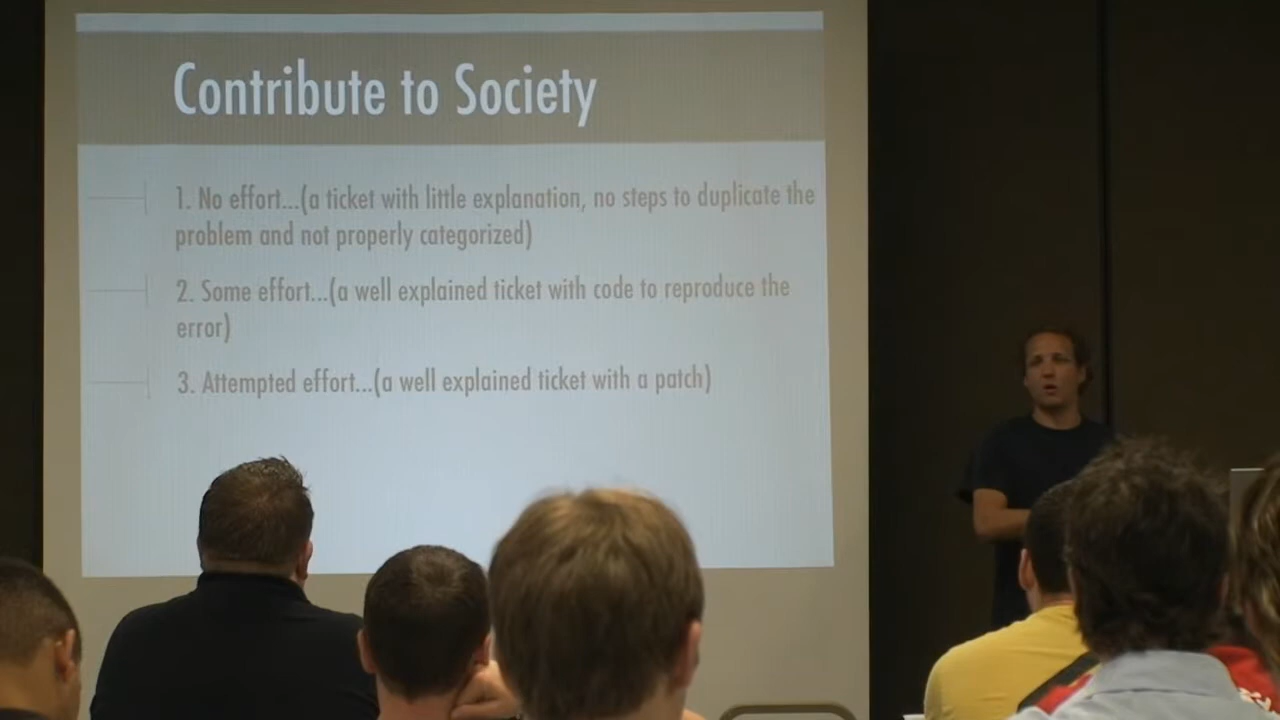 Contribute to Society
1. No effort...(a ticket with little explanation, no steps to duplicate the
problem and not properly categorized)
2. Some effort...(a well explained ticket with code to reproduce the
error)
3. Attempted effort...(a well explained ticket with a patch)